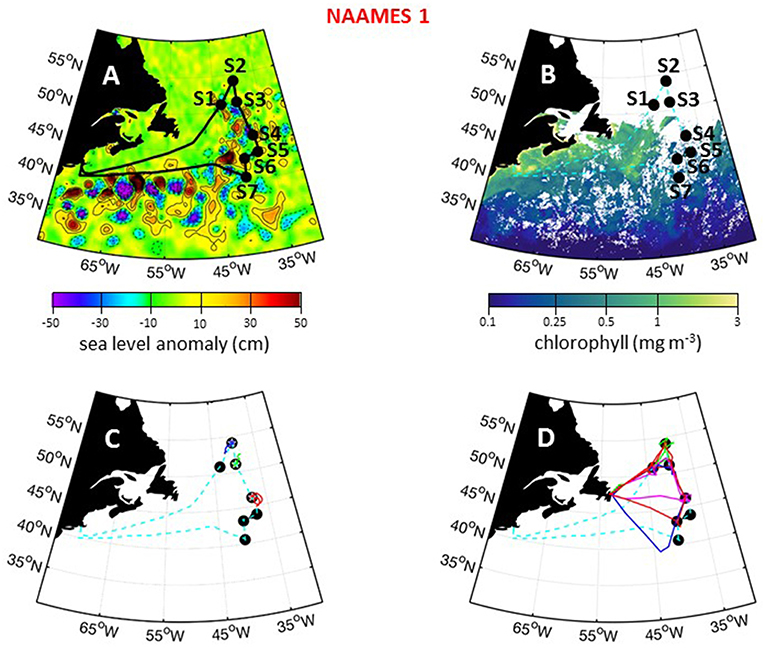 NAAMES 1
A
55°N
50°N
45°N
40°N
35°N
65°W
55°W
45°W
35°W
S1
S2
S3
S4
S5
S6
S7
-50 -30 -10 10 30 50
sea level anomaly (cm)
B
55°N
50°N
45°N
40°N
35°N
65°W
55°W
45°W
35°W
S1
S2
S3
S4
S5
S6
S7
0.1 0.25 0.5 1 3
chlorophyll (mg m-3)
C
55°N
50°N
45°N
40°N
35°N
65°W
55°W
45°W
35°W
D
55°N
50°N
45°N
40°N
35°N
65°W
55°W
45°W
35°W